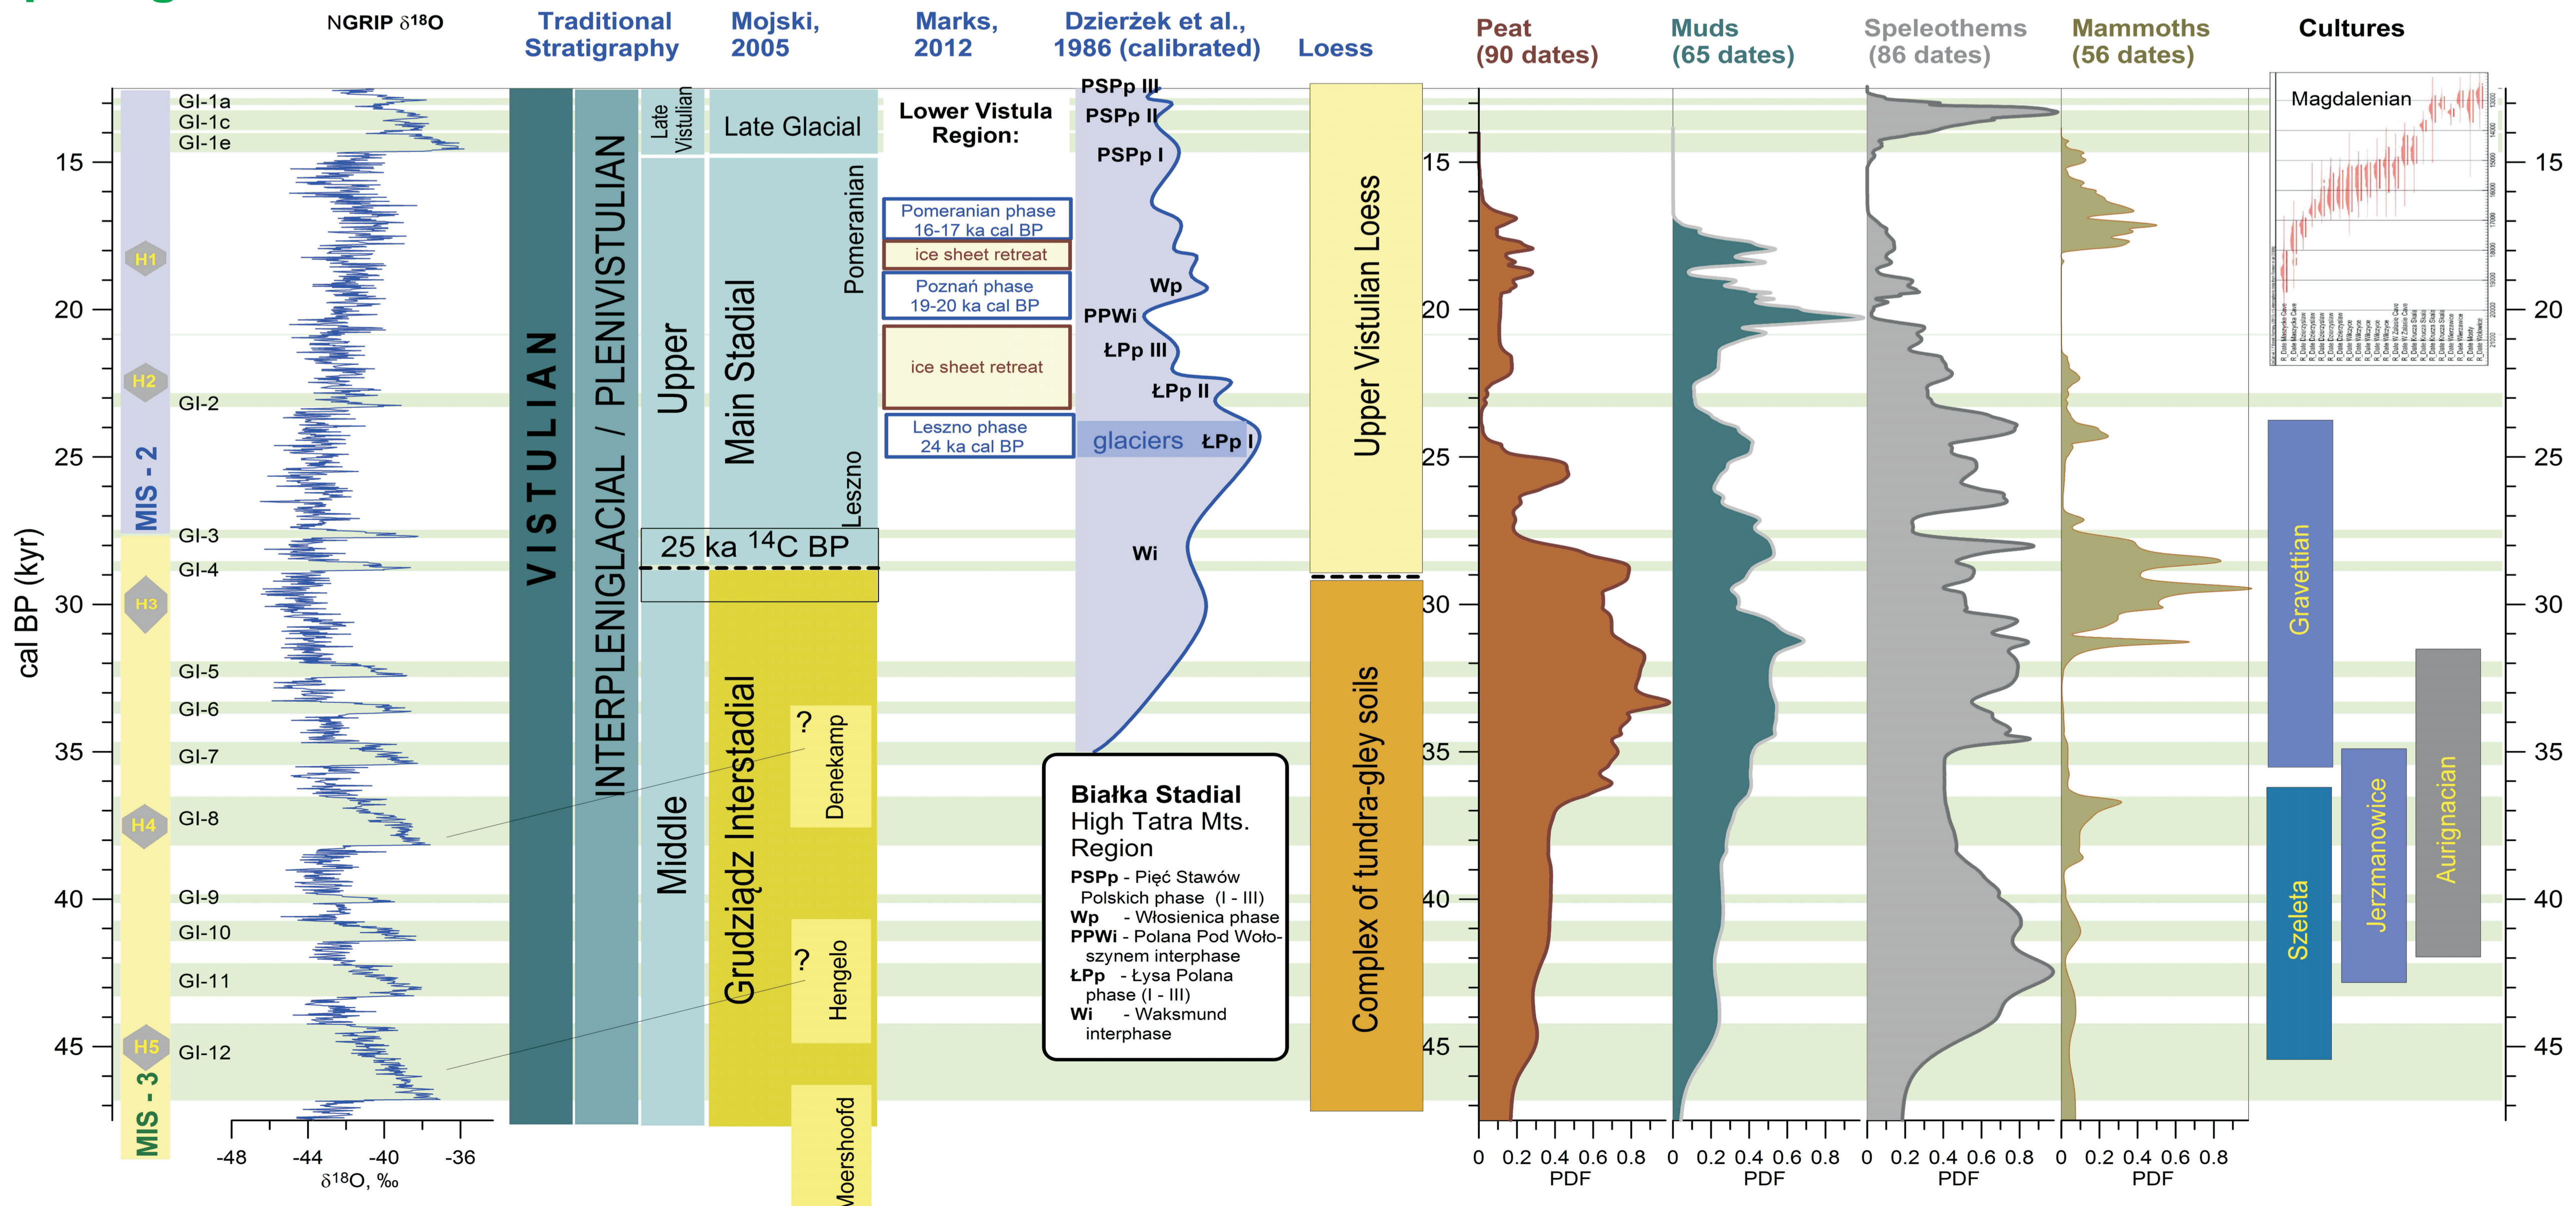 NGRIP δ18O
Traditional
Stratigraphy
Mojski,
2005
Marks,
2012
Dzierżek et al.,
1986 (calibrated)
Loess
Peat
(90 dates)
Muds
(65 dates)
Speleothems
(86 dates)
Mammoths
(56 dates)
Cultures
cal BP (kyr)
15
20
25
30
35
40
45
H1
H2
MIS - 2
H3
H4
H5
MIS - 3
GI-1a
GI-1c
GI-1e
GI-2
GI-3
GI-4
GI-5
GI-6
GI-7
GI-8
GI-9
GI-10
GI-11
GI-12
-48
-44
-40
-36
δ18O, ‰
VISTULIAN
INTERPLENIGLACIAL / PLENIVISTULIAN
Late
Vistulian
Upper
Middle
Late Glacial
Main Stadial
Pomeranian
Leszno
25 ka 14C BP
Grudziądz Interstadial
?
Denekamp
?
Hengelo
Moershoofd
Lower Vistula
Region:
Pomeranian phase
16-17 ka cal BP
ice sheet retreat
Poznań phase
19-20 ka cal BP
ice sheet retreat
Leszno phase
24 ka cal BP
PSPp III
PSPp II
PSPp I
Wp
PPWi
ŁPp III
ŁPp II
glaciers ŁPp I
Wi
Białka Stadial
High Tatra Mts.
Region
PSPp - Pięć Stawów
Polskich phase (I - III)
Wp - Włosienica phase
PPWi - Polana Pod Woło-
szynem interphase
ŁPp - Łysa Polana
phase (I - III)
Wi - Waksmund
interphase
Upper Vistulian Loess
Complex of tundra-gley soils
15
20
25
30
35
40
45
0 0.2 0.4 0.6 0.8
PDF
0 0.2 0.4 0.6 0.8
PDF
0 0.2 0.4 0.6 0.8
PDF
0 0.2 0.4 0.6 0.8
PDF
Magdalenian
Gravettian
Szeleta
Jerzmanowice
Aurignacian
15
20
25
30
35
40
45